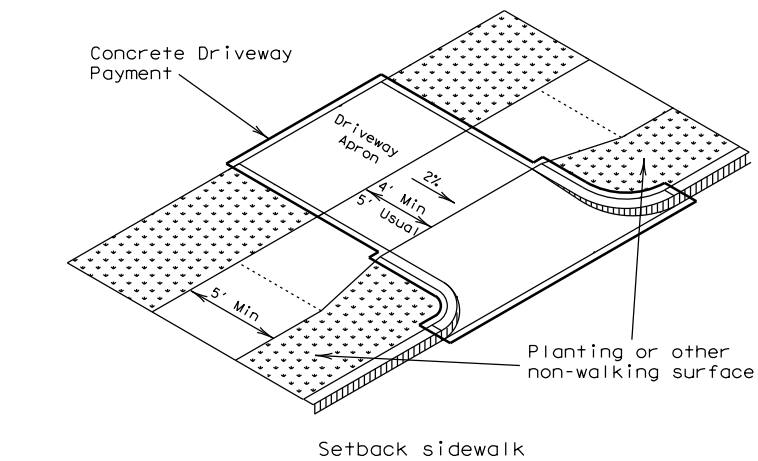 Concrete Driveway
Payment
Driveway
Apron
2%
4' Min
5' Usual
5' Min
Planting or other
non-walking surface
Setback sidewalk